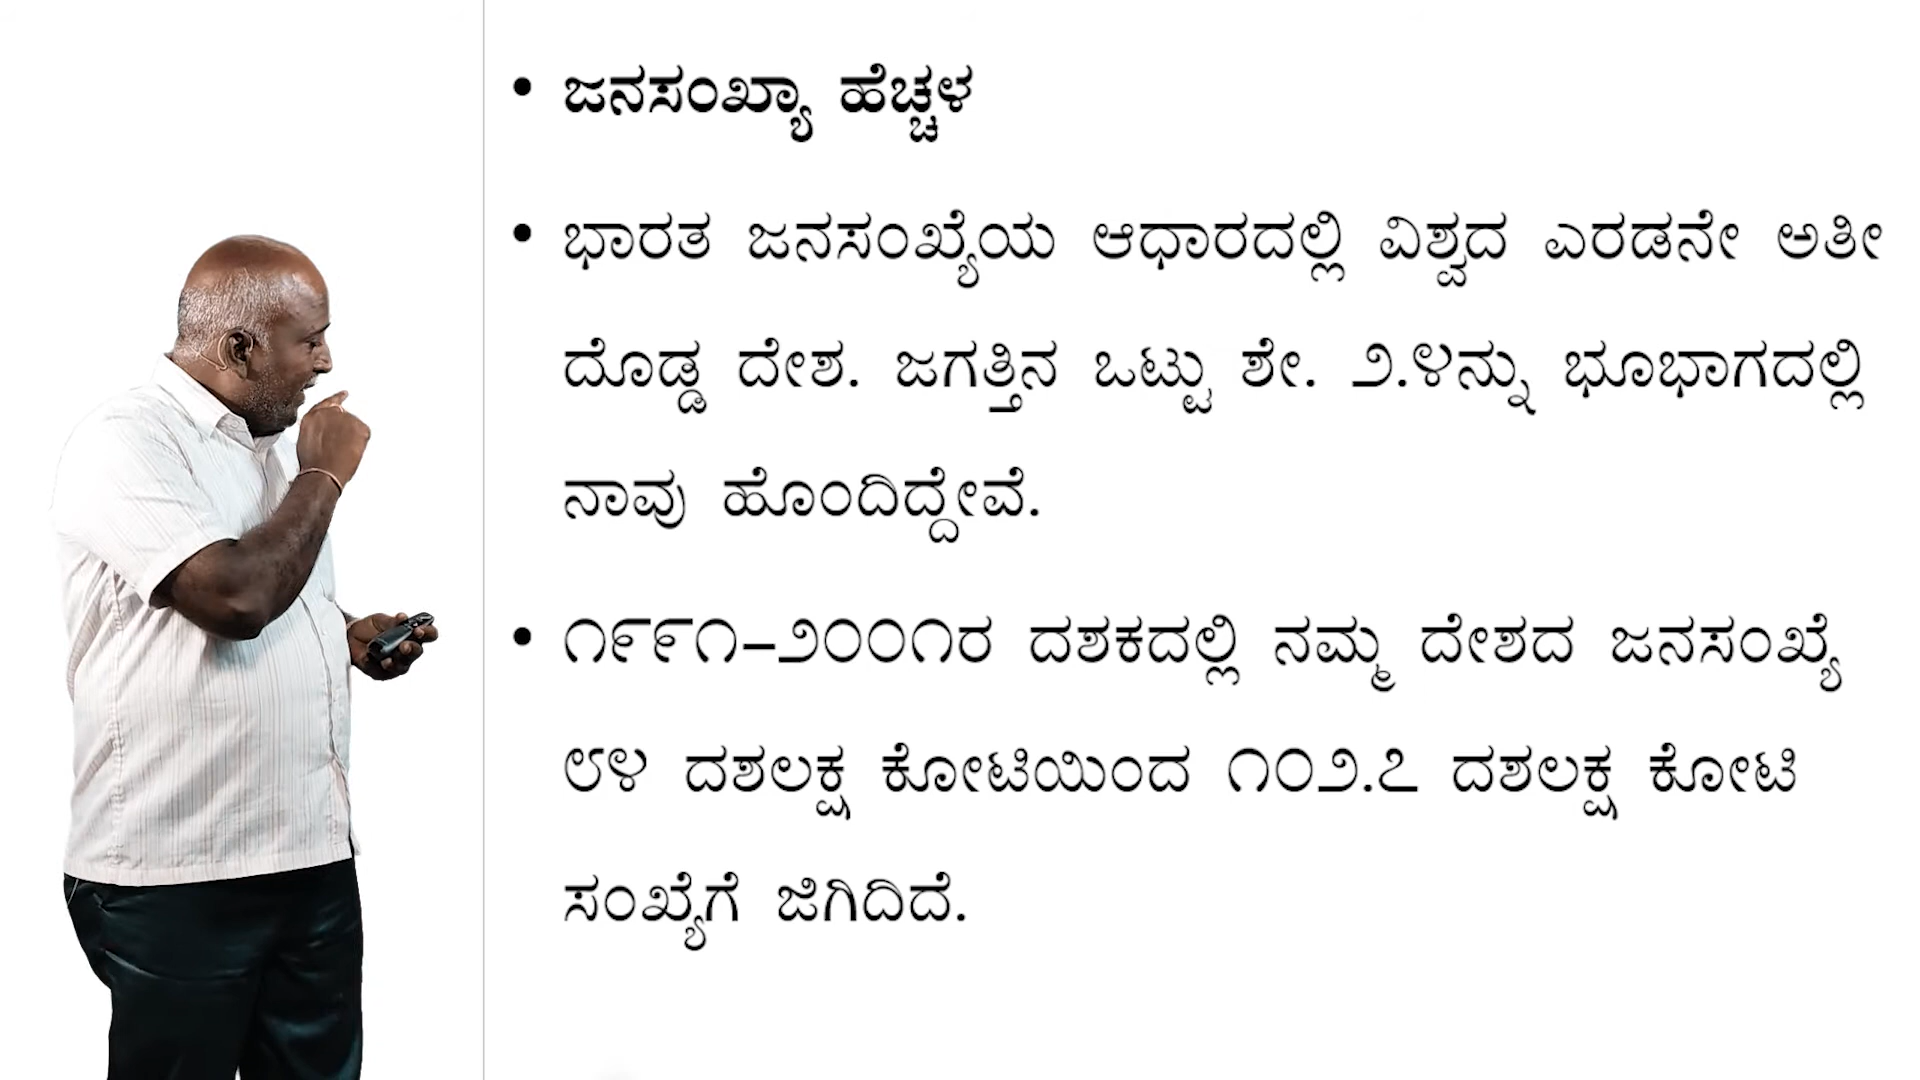 • ಜನಸಂಖ್ಯಾ ಹೆಚ್ಚಳ
• ಭಾರತ ಜನಸಂಖ್ಯೆಯ ಆಧಾರದಲ್ಲಿ ವಿಶ್ವದ ಎರಡನೇ ಅತೀ
ದೊಡ್ಡ ದೇಶ. ಜಗತ್ತಿನ ಒಟ್ಟು ಶೇ. ೨.೪ನ್ನು ಭೂಭಾಗದಲ್ಲಿ
ನಾವು ಹೊಂದಿದ್ದೇವೆ.
• ೧೯೯೧–೨೦೦೧ರ ದಶಕದಲ್ಲಿ ನಮ್ಮ ದೇಶದ ಜನಸಂಖ್ಯೆ
೮೪ ದಶಲಕ್ಷ ಕೋಟಿಯಿಂದ ೧೦೨.೭ ದಶಲಕ್ಷ ಕೋಟಿ
ಸಂಖ್ಯೆಗೆ ಜಿಗಿದಿದೆ.